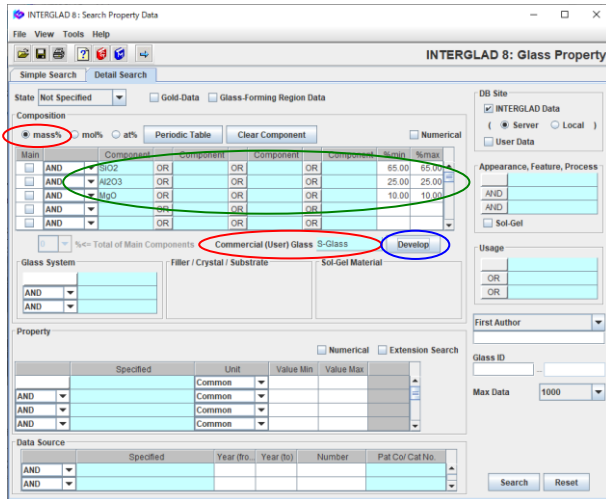 INTERGLAD 8: Search Property Data
File View Tools Help
INTERGLAD 8: Glass Property
Simple Search Detail Search
State Not Specified Gold-Data Glass-Forming Region Data
Composition
mass% mol% at% Periodic Table Clear Component Numerical
Main Component Component Component Component %min %max
AND SiO2 OR OR OR 65.00 65.00
AND Al2O3 OR OR OR 25.00 25.00
AND MgO OR OR OR 10.00 10.00
AND OR OR OR
0 %<= Total of Main Components Commercial (User) Glass S-Glass Develop
Glass System Filler / Crystal / Substrate Sol-Gel Material
AND
AND
Property
Numerical Extension Search
Specified Unit Value Min Value Max
Common
AND Common
AND Common
AND Common
Data Source
Specified Year (fro... Year (to) Number Pat Co/ Cat No.
AND
AND
DB Site
INTERGLAD Data
( Server Local )
User Data
Appearance, Feature, Process
AND
AND
Sol-Gel
Usage
OR
OR
First Author
Glass ID
--
Max Data 1000
Search Reset